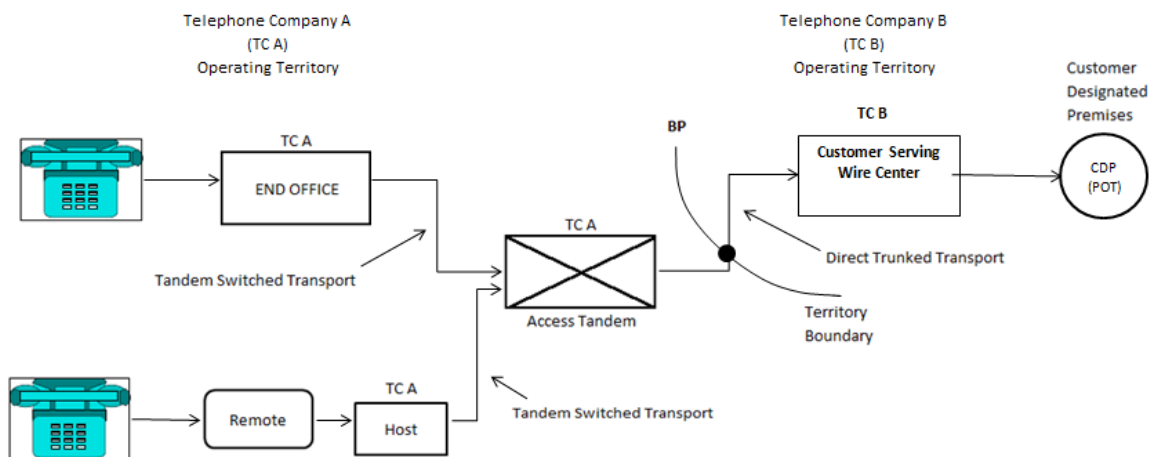 Telephone Company A
(TC A)
Operating Territory
Telephone Company B
(TC B)
Operating Territory
Customer
Designated
Premises
BP
TC B
TC A
END OFFICE
Customer Serving
Wire Center
CDP
(POT)
TC A
Tandem Switched Transport
Direct Trunked Transport
Access Tandem
Territory
Boundary
TC A
Remote
Host
Tandem Switched Transport